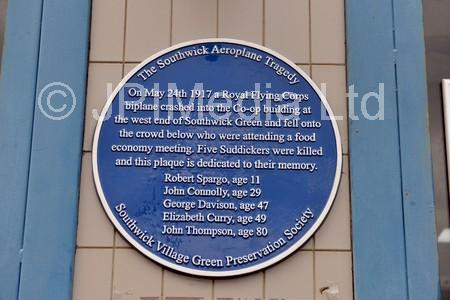 The Southwick Aeroplane Tragedy
On May 24th 1917 a Royal Flying Corps
biplane crashed into the Co-op building at
the west end of Southwick Green and fell onto
the crowd below who were attending a food
economy meeting. Five Suddickers were killed
and this plaque is dedicated to their memory.
Robert Spargo, age 11
John Connolly, age 29
George Davison, age 47
Elizabeth Curry, age 49
John Thompson, age 80
Southwick Village Green Preservation Society
© JPI Media Ltd